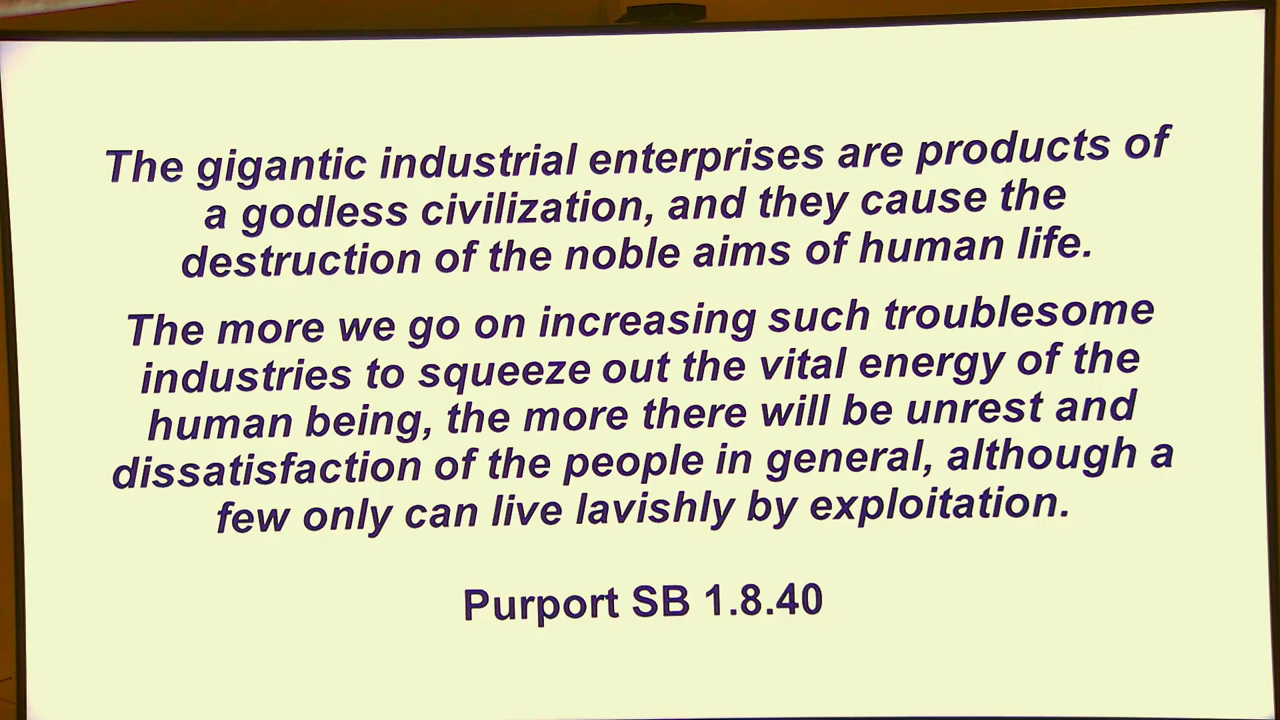 The gigantic industrial enterprises are products of
a godless civilization, and they cause the
destruction of the noble aims of human life.
The more we go on increasing such troublesome
industries to squeeze out the vital energy of the
human being, the more there will be unrest and
dissatisfaction of the people in general, although a
few only can live lavishly by exploitation.
Purport SB 1.8.40